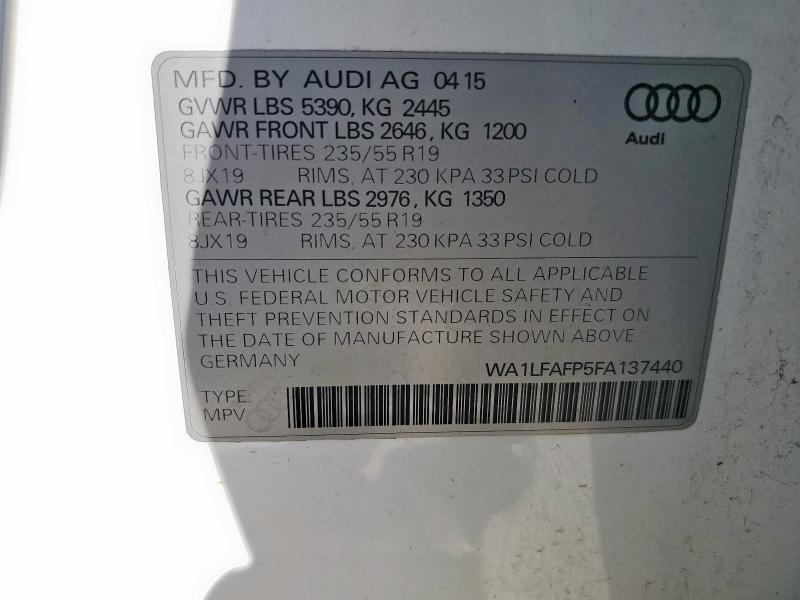 MFD. BY AUDI AG 04 15
GVWR LBS 5390, KG 2445
GAWR FRONT LBS 2646, KG 1200
FRONT-TIRES 235/55 R19
8JX19 RIMS, AT 230 KPA 33 PSI COLD
GAWR REAR LBS 2976, KG 1350
REAR-TIRES 235/55 R19
8JX19 RIMS, AT 230 KPA 33 PSI COLD
Audi
THIS VEHICLE CONFORMS TO ALL APPLICABLE
U.S. FEDERAL MOTOR VEHICLE SAFETY AND
THEFT PREVENTION STANDARDS IN EFFECT ON
THE DATE OF MANUFACTURE SHOWN ABOVE.
GERMANY WA1LFAFP5FA137440
TYPE:
MPV